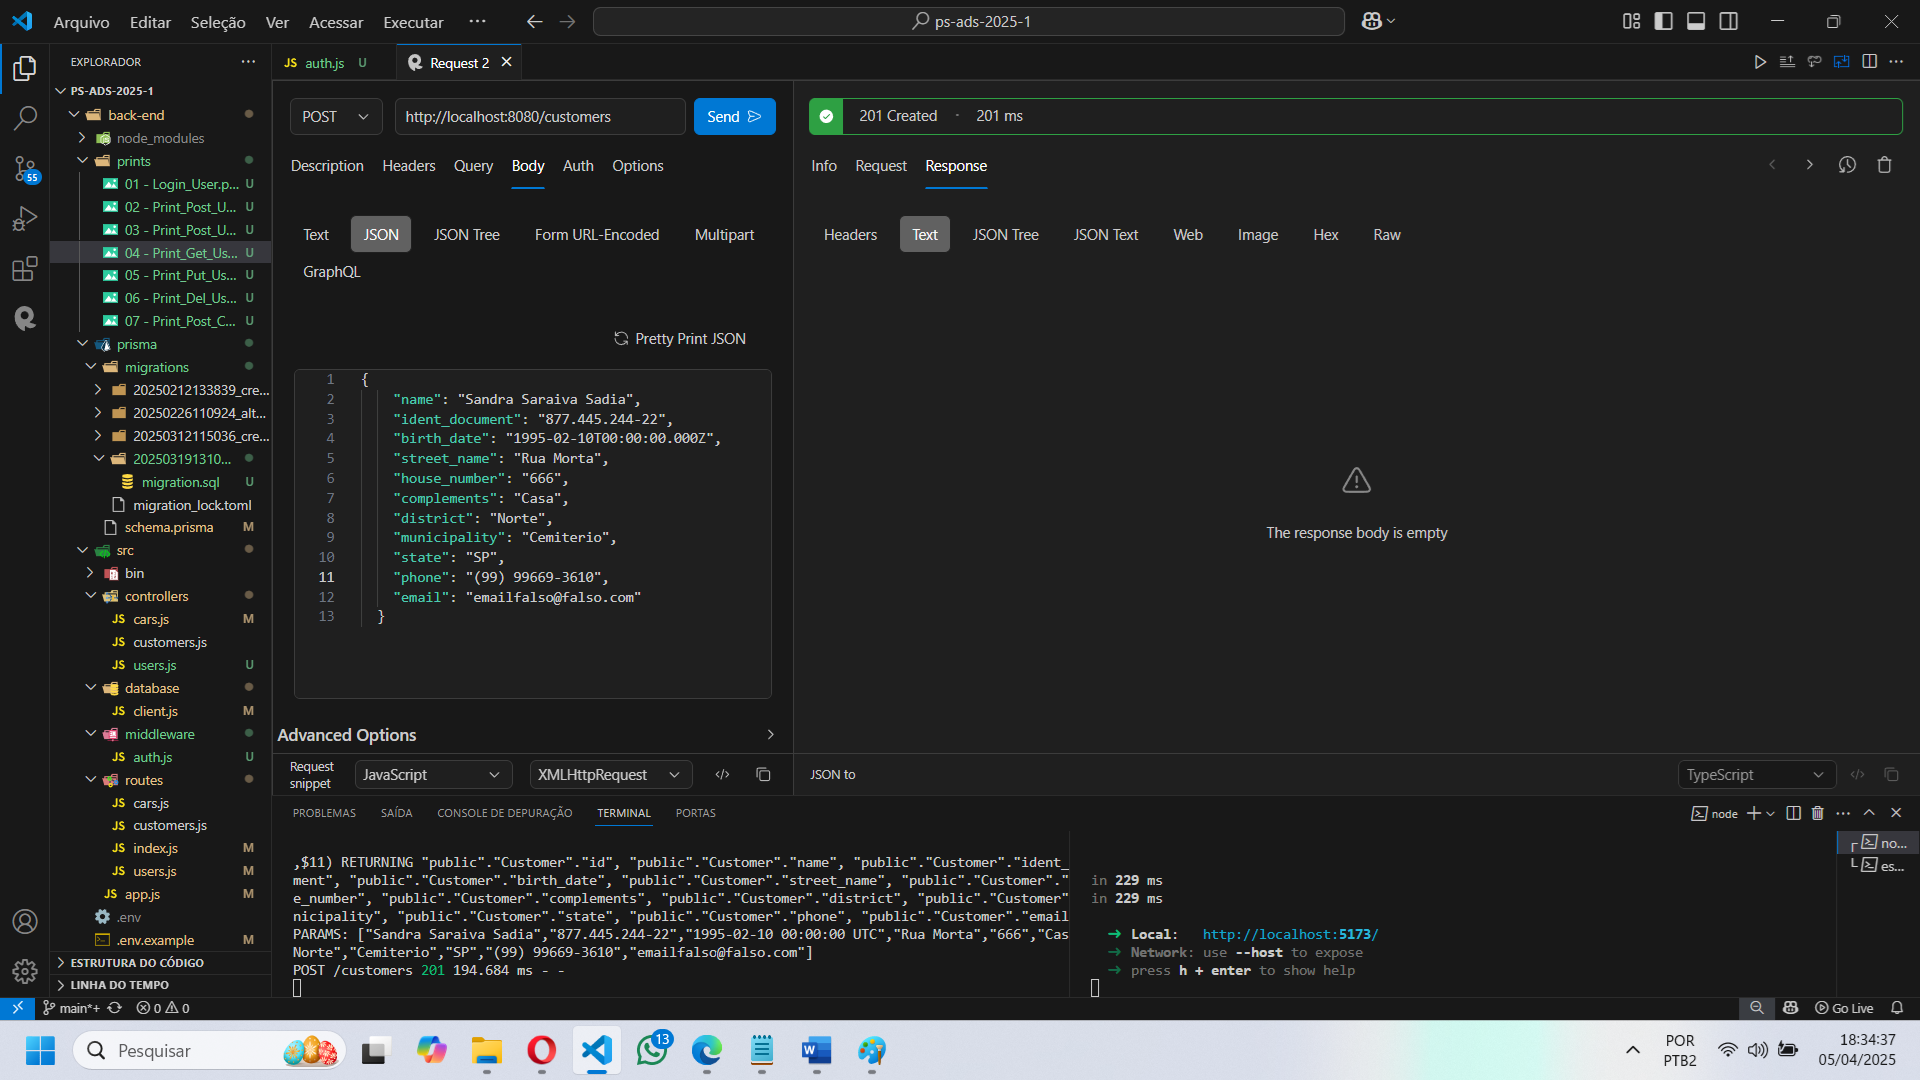 Arquivo Editar Seleção Ver Acessar Executar ··· ps-ads-2025-1
EXPLORADOR ···
JS auth.js U Request 2
PS-ADS-2025-1
back-end
node_modules
prints
01 - Login_User.p... U
02 - Print_Post_U... U
03 - Print_Post_U... U
04 - Print_Get_Us... U
05 - Print_Put_Us... U
06 - Print_Del_Us... U
07 - Print_Post_C... U
prisma
migrations
20250212133839_cre...
20250226110924_alt...
20250312115036_cre...
202503191310...
migration.sql U
migration_lock.toml
schema.prisma M
src
bin
controllers
JS cars.js M
JS customers.js
JS users.js U
database
JS client.js M
middleware
JS auth.js U
routes
JS cars.js
JS customers.js
JS index.js M
JS users.js M
JS app.js M
.env
.env.example M
ESTRUTURA DO CÓDIGO
LINHA DO TEMPO
55
POST http://localhost:8080/customers Send
Description Headers Query Body Auth Options
Text JSON JSON Tree Form URL-Encoded Multipart
GraphQL
Pretty Print JSON
1 {
2 "name": "Sandra Saraiva Sadia",
3 "ident_document": "877.445.244-22",
4 "birth_date": "1995-02-10T00:00:00.000Z",
5 "street_name": "Rua Morta",
6 "house_number": "666",
7 "complements": "Casa",
8 "district": "Norte",
9 "municipality": "Cemiterio",
10 "state": "SP",
11 "phone": "(99) 99669-3610",
12 "email": "emailfalso@falso.com"
13 }
Advanced Options
Request snippet JavaScript XMLHttpRequest
201 Created · 201 ms
Info Request Response
Headers Text JSON Tree JSON Text Web Image Hex Raw
The response body is empty
JSON to TypeScript
PROBLEMAS SAÍDA CONSOLE DE DEPURAÇÃO TERMINAL PORTAS
node
,$11) RETURNING "public"."Customer"."id", "public"."Customer"."name", "public"."Customer"."ident_
ment", "public"."Customer"."birth_date", "public"."Customer"."street_name", "public"."Customer"."
e_number", "public"."Customer"."complements", "public"."Customer"."district", "public"."Customer"
nicipality", "public"."Customer"."state", "public"."Customer"."phone", "public"."Customer"."email
PARAMS: ["Sandra Saraiva Sadia","877.445.244-22","1995-02-10 00:00:00 UTC","Rua Morta","666","Cas
Norte","Cemiterio","SP","(99) 99669-3610","emailfalso@falso.com"]
POST /customers 201 194.684 ms - -
in 229 ms
in 229 ms
➜ Local: http://localhost:5173/
➜ Network: use --host to expose
➜ press h + enter to show help
no...
es...
main*+ 0 0 Go Live
Pesquisar
13
POR
PTB2
18:34:37
05/04/2025